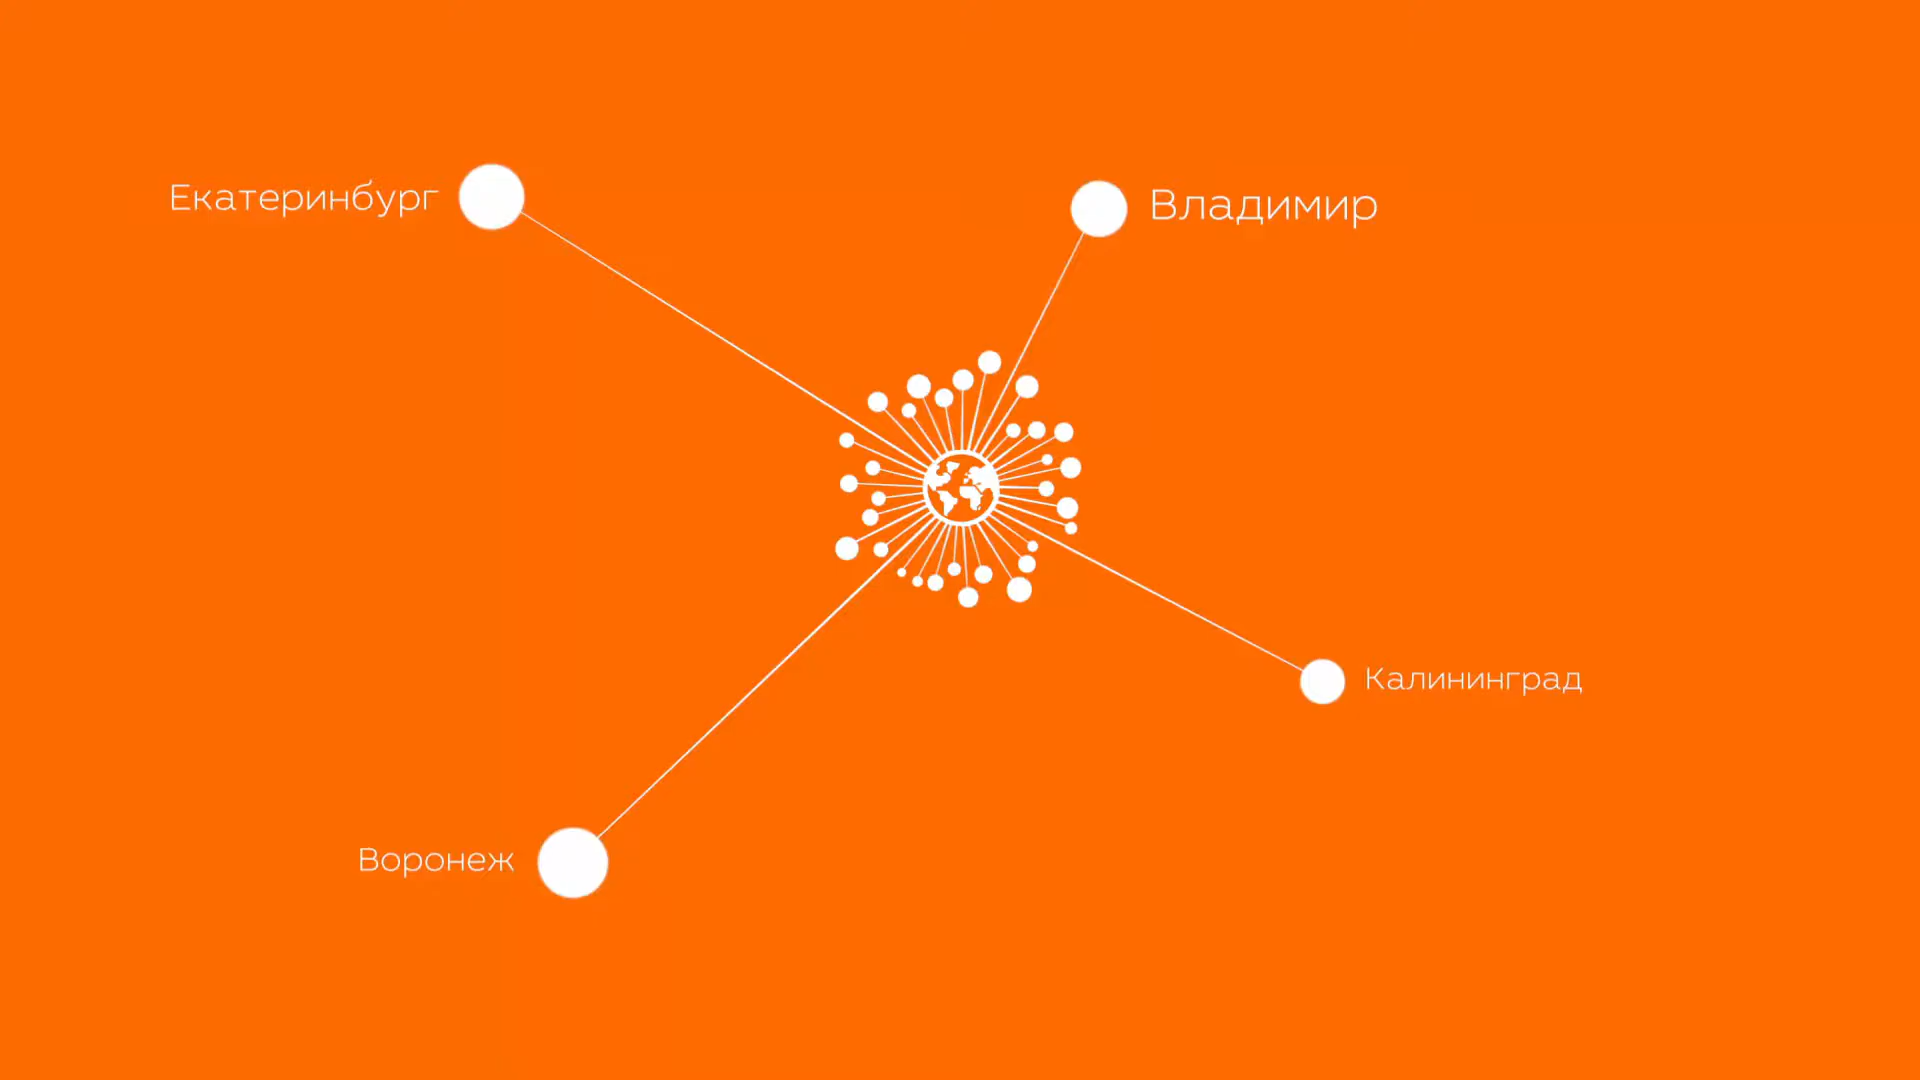 Екатеринбург
Владимир
Калининград
Воронеж